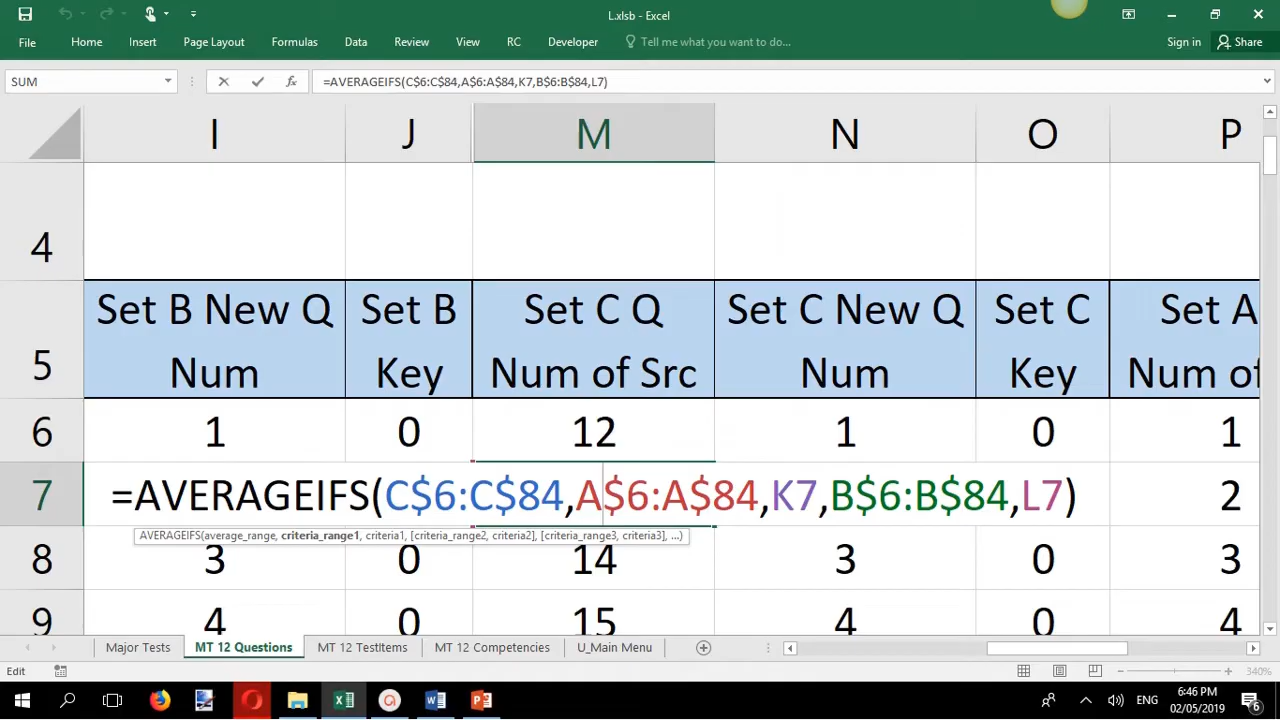 L.xlsb - Excel
File Home Insert Page Layout Formulas Data Review View RC Developer Tell me what you want to do... Sign in Share
SUM fx =AVERAGEIFS(C$6:C$84,A$6:A$84,K7,B$6:B$84,L7)
I J M N O P
4
5 Set B New Q Num Set B Key Set C Q Num of Src Set C New Q Num Set C Key Set A Num of
6 1 0 12 1 0 1
7 =AVERAGEIFS(C$6:C$84,A$6:A$84,K7,B$6:B$84,L7) 2
AVERAGEIFS(average_range, criteria_range1, criteria1, [criteria_range2, criteria2], [criteria_range3, criteria3], ...)
8 3 0 14 3 0 3
9 4 0 15 4 0 4
Major Tests MT 12 Questions MT 12 TestItems MT 12 Competencies U_Main Menu
Edit 340%
ENG 6:46 PM
02/05/2019 6